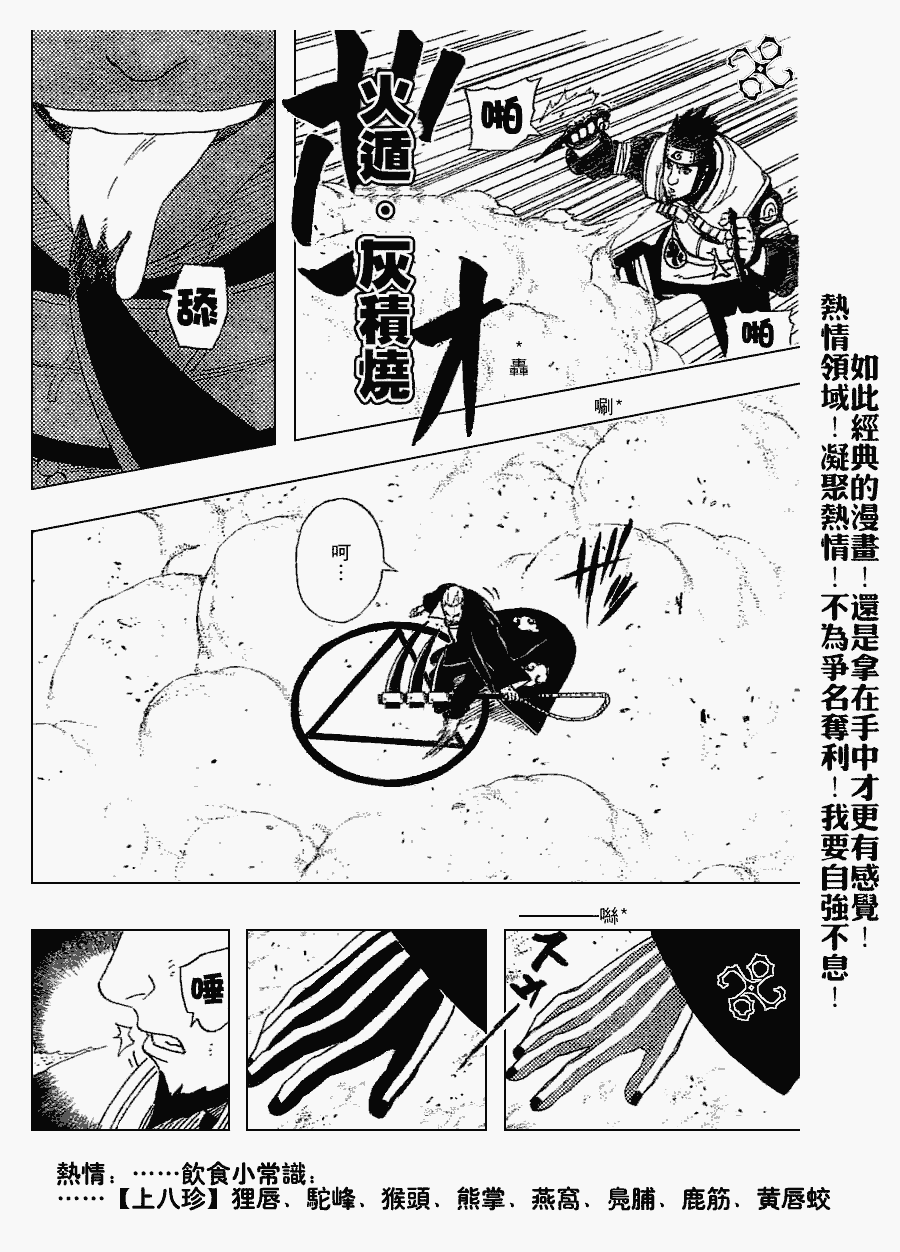 啪
火遁・灰積燒
啪
*
轟
舔
唰*
呵…
噝*
唾
如此經典的漫畫！還是拿在手中才更有感覺！
熱情領域！凝聚熱情！不為爭名奪利！我要自強不息！
熱情：……飲食小常識：
……【上八珍】狸唇、駝峰、猴頭、熊掌、燕窩、鳧脯、鹿筋、黃唇蛟